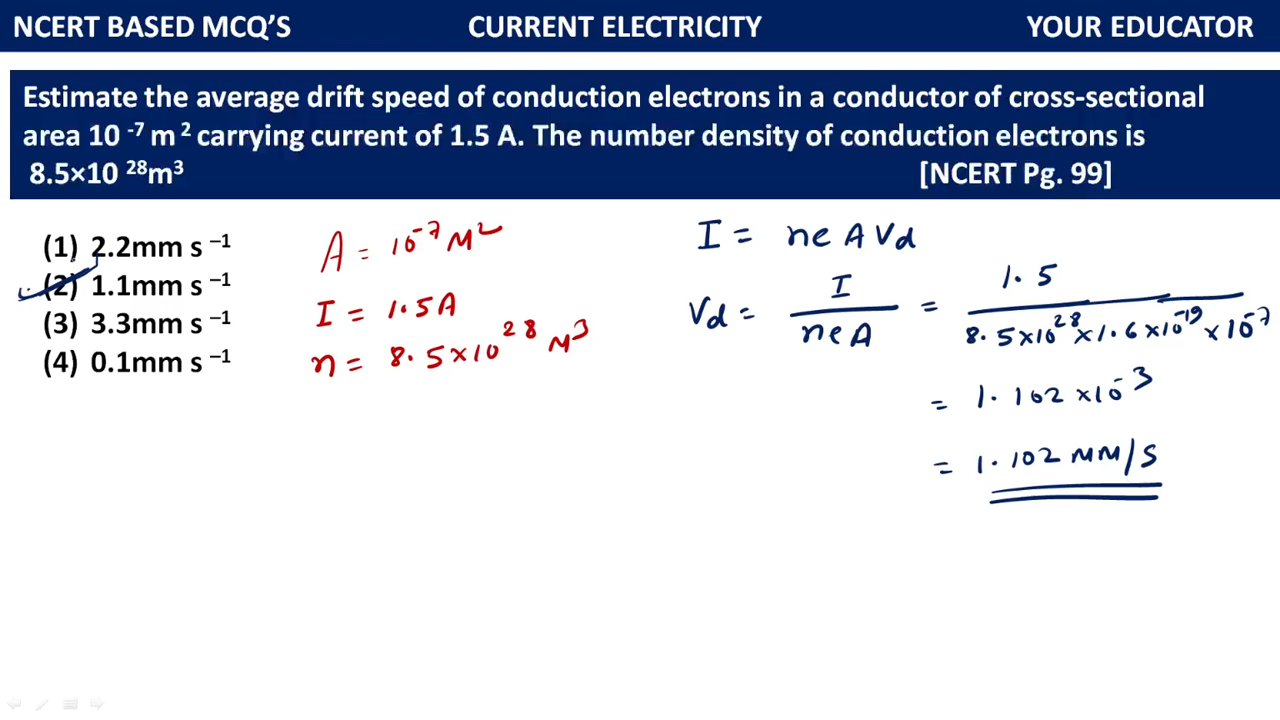 NCERT BASED MCQ'S CURRENT ELECTRICITY YOUR EDUCATOR
Estimate the average drift speed of conduction electrons in a conductor of cross-sectional
area 10 ⁻⁷ m ² carrying current of 1.5 A. The number density of conduction electrons is
8.5×10 ²⁸m³ [NCERT Pg. 99]
(1) 2.2mm s ⁻¹
(2) 1.1mm s ⁻¹
(3) 3.3mm s ⁻¹
(4) 0.1mm s ⁻¹
A = 10⁻⁷ M²
I = 1.5A
n = 8.5×10²⁸ M³
I = neAVd
Vd = I / neA = 1.5 / 8.5×10²⁸×1.6×10⁻¹⁹×10⁻⁷
= 1.102×10⁻³
= 1.102 MM/S